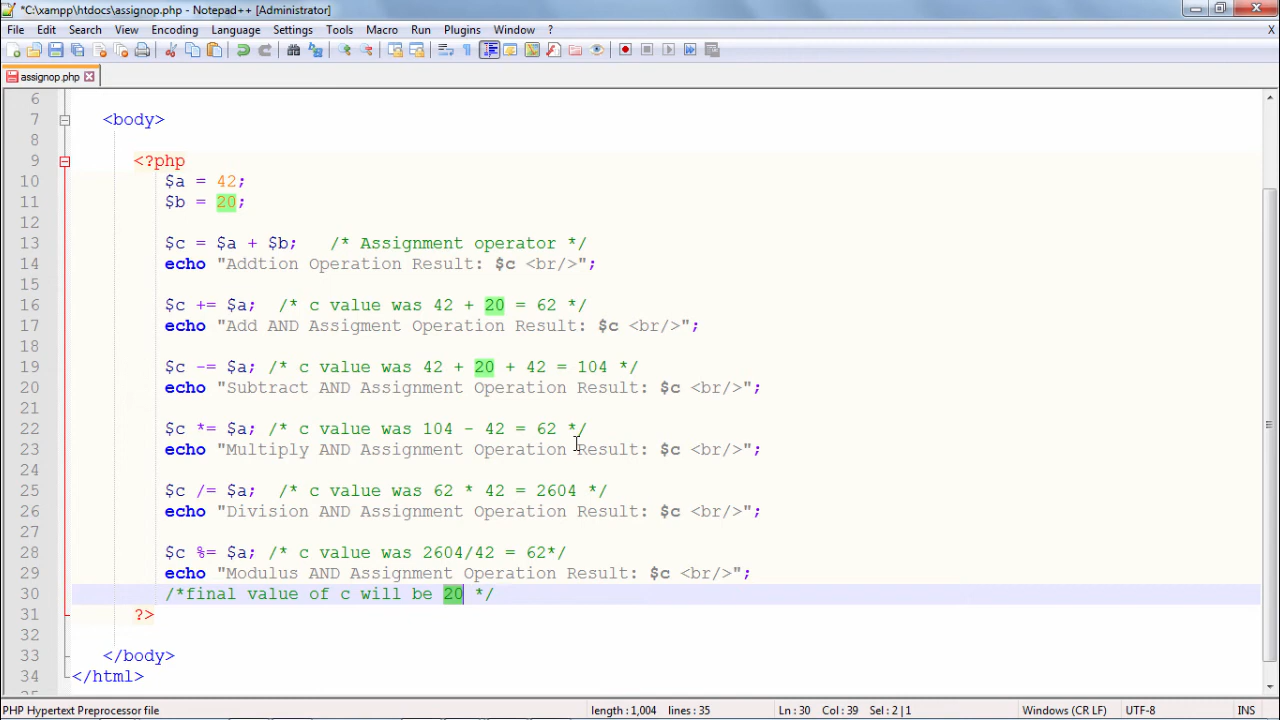 *C:\xampp\htdocs\assignop.php - Notepad++ [Administrator]
File Edit Search View Encoding Language Settings Tools Macro Run Plugins Window ? X
assignop.php
6
7 <body>
8
9 <?php
10 $a = 42;
11 $b = 20;
12
13 $c = $a + $b; /* Assignment operator */
14 echo "Addtion Operation Result: $c <br/>";
15
16 $c += $a; /* c value was 42 + 20 = 62 */
17 echo "Add AND Assigment Operation Result: $c <br/>";
18
19 $c -= $a; /* c value was 42 + 20 + 42 = 104 */
20 echo "Subtract AND Assignment Operation Result: $c <br/>";
21
22 $c *= $a; /* c value was 104 - 42 = 62 */
23 echo "Multiply AND Assignment Operation Result: $c <br/>";
24
25 $c /= $a; /* c value was 62 * 42 = 2604 */
26 echo "Division AND Assignment Operation Result: $c <br/>";
27
28 $c %= $a; /* c value was 2604/42 = 62*/
29 echo "Modulus AND Assignment Operation Result: $c <br/>";
30 /*final value of c will be 20 */
31 ?>
32
33 </body>
34 </html>
35
PHP Hypertext Preprocessor file length : 1,004 lines : 35 Ln : 30 Col : 39 Sel : 2 | 1 Windows (CR LF) UTF-8 INS